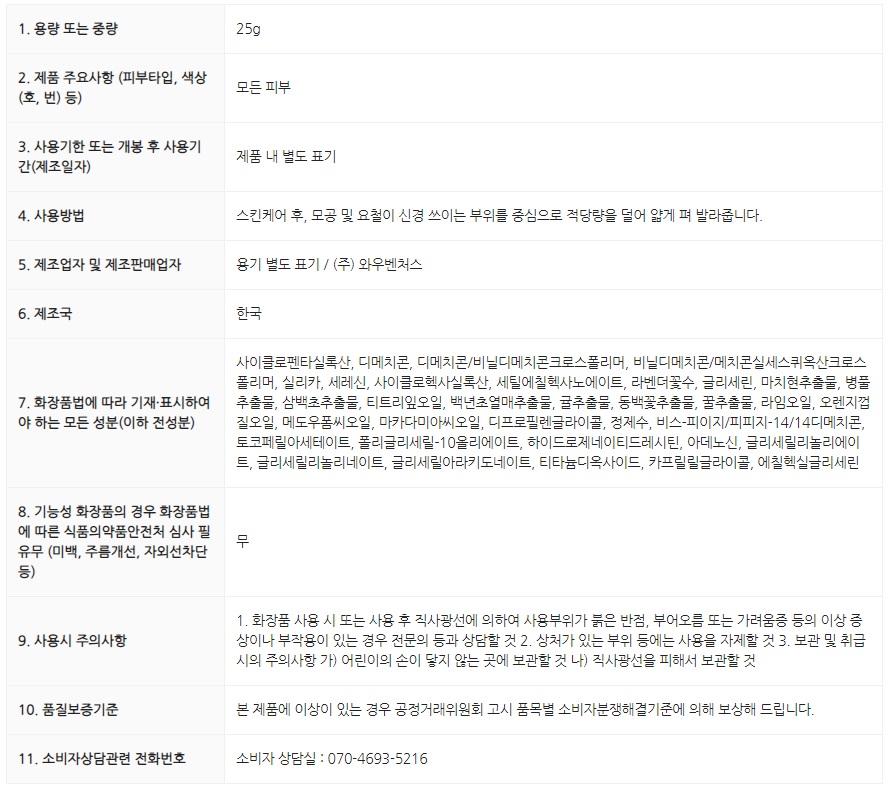 1. 용량 또는 중량
25g
2. 제품 주요사항 (피부타입, 색상
(호, 번) 등)
모든 피부
3. 사용기한 또는 개봉 후 사용기
간(제조일자)
제품 내 별도 표기
4. 사용방법
스킨케어 후, 모공 및 요철이 신경 쓰이는 부위를 중심으로 적당량을 덜어 얇게 펴 발라줍니다.
5. 제조업자 및 제조판매업자
용기 별도 표기 / (주) 와우벤처스
6. 제조국
한국
7. 화장품법에 따라 기재·표시하여
야 하는 모든 성분(이하 전성분)
사이클로펜타실록산, 디메치콘, 디메치콘/비닐디메치콘크로스폴리머, 비닐디메치콘/메치콘실세스퀴옥산크로스
폴리머, 실리카, 세레신, 사이클로헥사실록산, 세틸에칠헥사노에이트, 라벤더꽃수, 글리세린, 마치현추출물, 병풀
추출물, 삼백초추출물, 티트리잎오일, 백년초열매추출물, 귤추출물, 동백꽃추출물, 꿀추출물, 라임오일, 오렌지껍
질오일, 메도우폼씨오일, 마카다미아씨오일, 디프로필렌글라이콜, 정제수, 비스-피이지/피피지-14/14디메치콘,
토코페릴아세테이트, 폴리글리세릴-10올리에이트, 하이드로제네이티드레시틴, 아데노신, 글리세릴리놀리에이
트, 글리세릴리놀리네이트, 글리세릴아라키도네이트, 티타늄디옥사이드, 카프릴릴글라이콜, 에칠헥실글리세린
8. 기능성 화장품의 경우 화장품법
에 따른 식품의약품안전처 심사 필
유무 (미백, 주름개선, 자외선차단
등)
무
9. 사용시 주의사항
1. 화장품 사용 시 또는 사용 후 직사광선에 의하여 사용부위가 붉은 반점, 부어오름 또는 가려움증 등의 이상 증
상이나 부작용이 있는 경우 전문의 등과 상담할 것 2. 상처가 있는 부위 등에는 사용을 자제할 것 3. 보관 및 취급
시의 주의사항 가) 어린이의 손이 닿지 않는 곳에 보관할 것 나) 직사광선을 피해서 보관할 것
10. 품질보증기준
본 제품에 이상이 있는 경우 공정거래위원회 고시 품목별 소비자분쟁해결기준에 의해 보상해 드립니다.
11. 소비자상담관련 전화번호
소비자 상담실 : 070-4693-5216